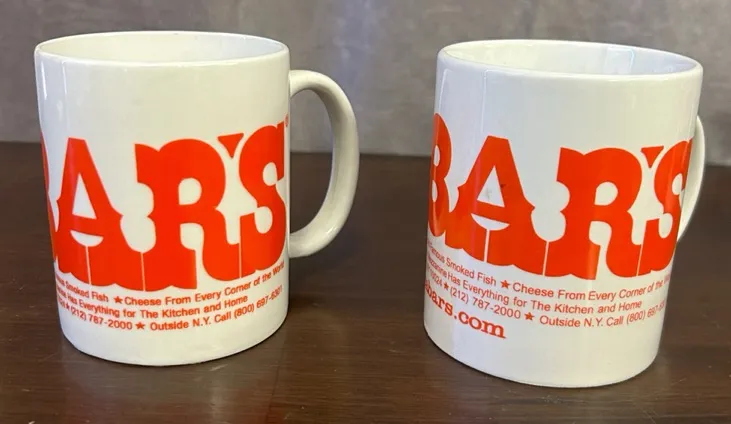 BAR'S
Smoked Fish ★ Cheese From Every Corner of the World
Has Everything for The Kitchen and Home
★ (212) 787-2000 ★ Outside N.Y. Call (800) 697-6301
BAR'S
Smoked Fish ★ Cheese From Every Corner of the World
Has Everything for The Kitchen and Home
★ (212) 787-2000 ★ Outside N.Y. Call (800) 697-
bars.com